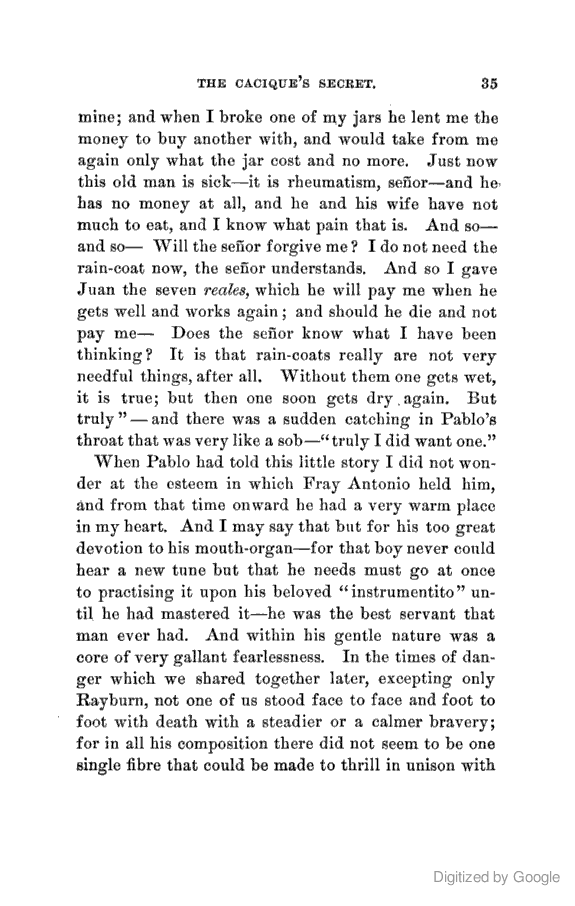 THE CACIQUE'S SECRET. 35
mine; and when I broke one of my jars he lent me the
money to buy another with, and would take from me
again only what the jar cost and no more. Just now
this old man is sick—it is rheumatism, señor—and he
has no money at all, and he and his wife have not
much to eat, and I know what pain that is. And so—
and so— Will the señor forgive me? I do not need the
rain-coat now, the señor understands. And so I gave
Juan the seven reales, which he will pay me when he
gets well and works again; and should he die and not
pay me— Does the señor know what I have been
thinking? It is that rain-coats really are not very
needful things, after all. Without them one gets wet,
it is true; but then one soon gets dry again. But
truly"—and there was a sudden catching in Pablo's
throat that was very like a sob—"truly I did want one."
When Pablo had told this little story I did not won-
der at the esteem in which Fray Antonio held him,
and from that time onward he had a very warm place
in my heart. And I may say that but for his too great
devotion to his mouth-organ—for that boy never could
hear a new tune but that he needs must go at once
to practising it upon his beloved "instrumentito" un-
til he had mastered it—he was the best servant that
man ever had. And within his gentle nature was a
core of very gallant fearlessness. In the times of dan-
ger which we shared together later, excepting only
Rayburn, not one of us stood face to face and foot to
foot with death with a steadier or a calmer bravery;
for in all his composition there did not seem to be one
single fibre that could be made to thrill in unison with
Digitized by Google